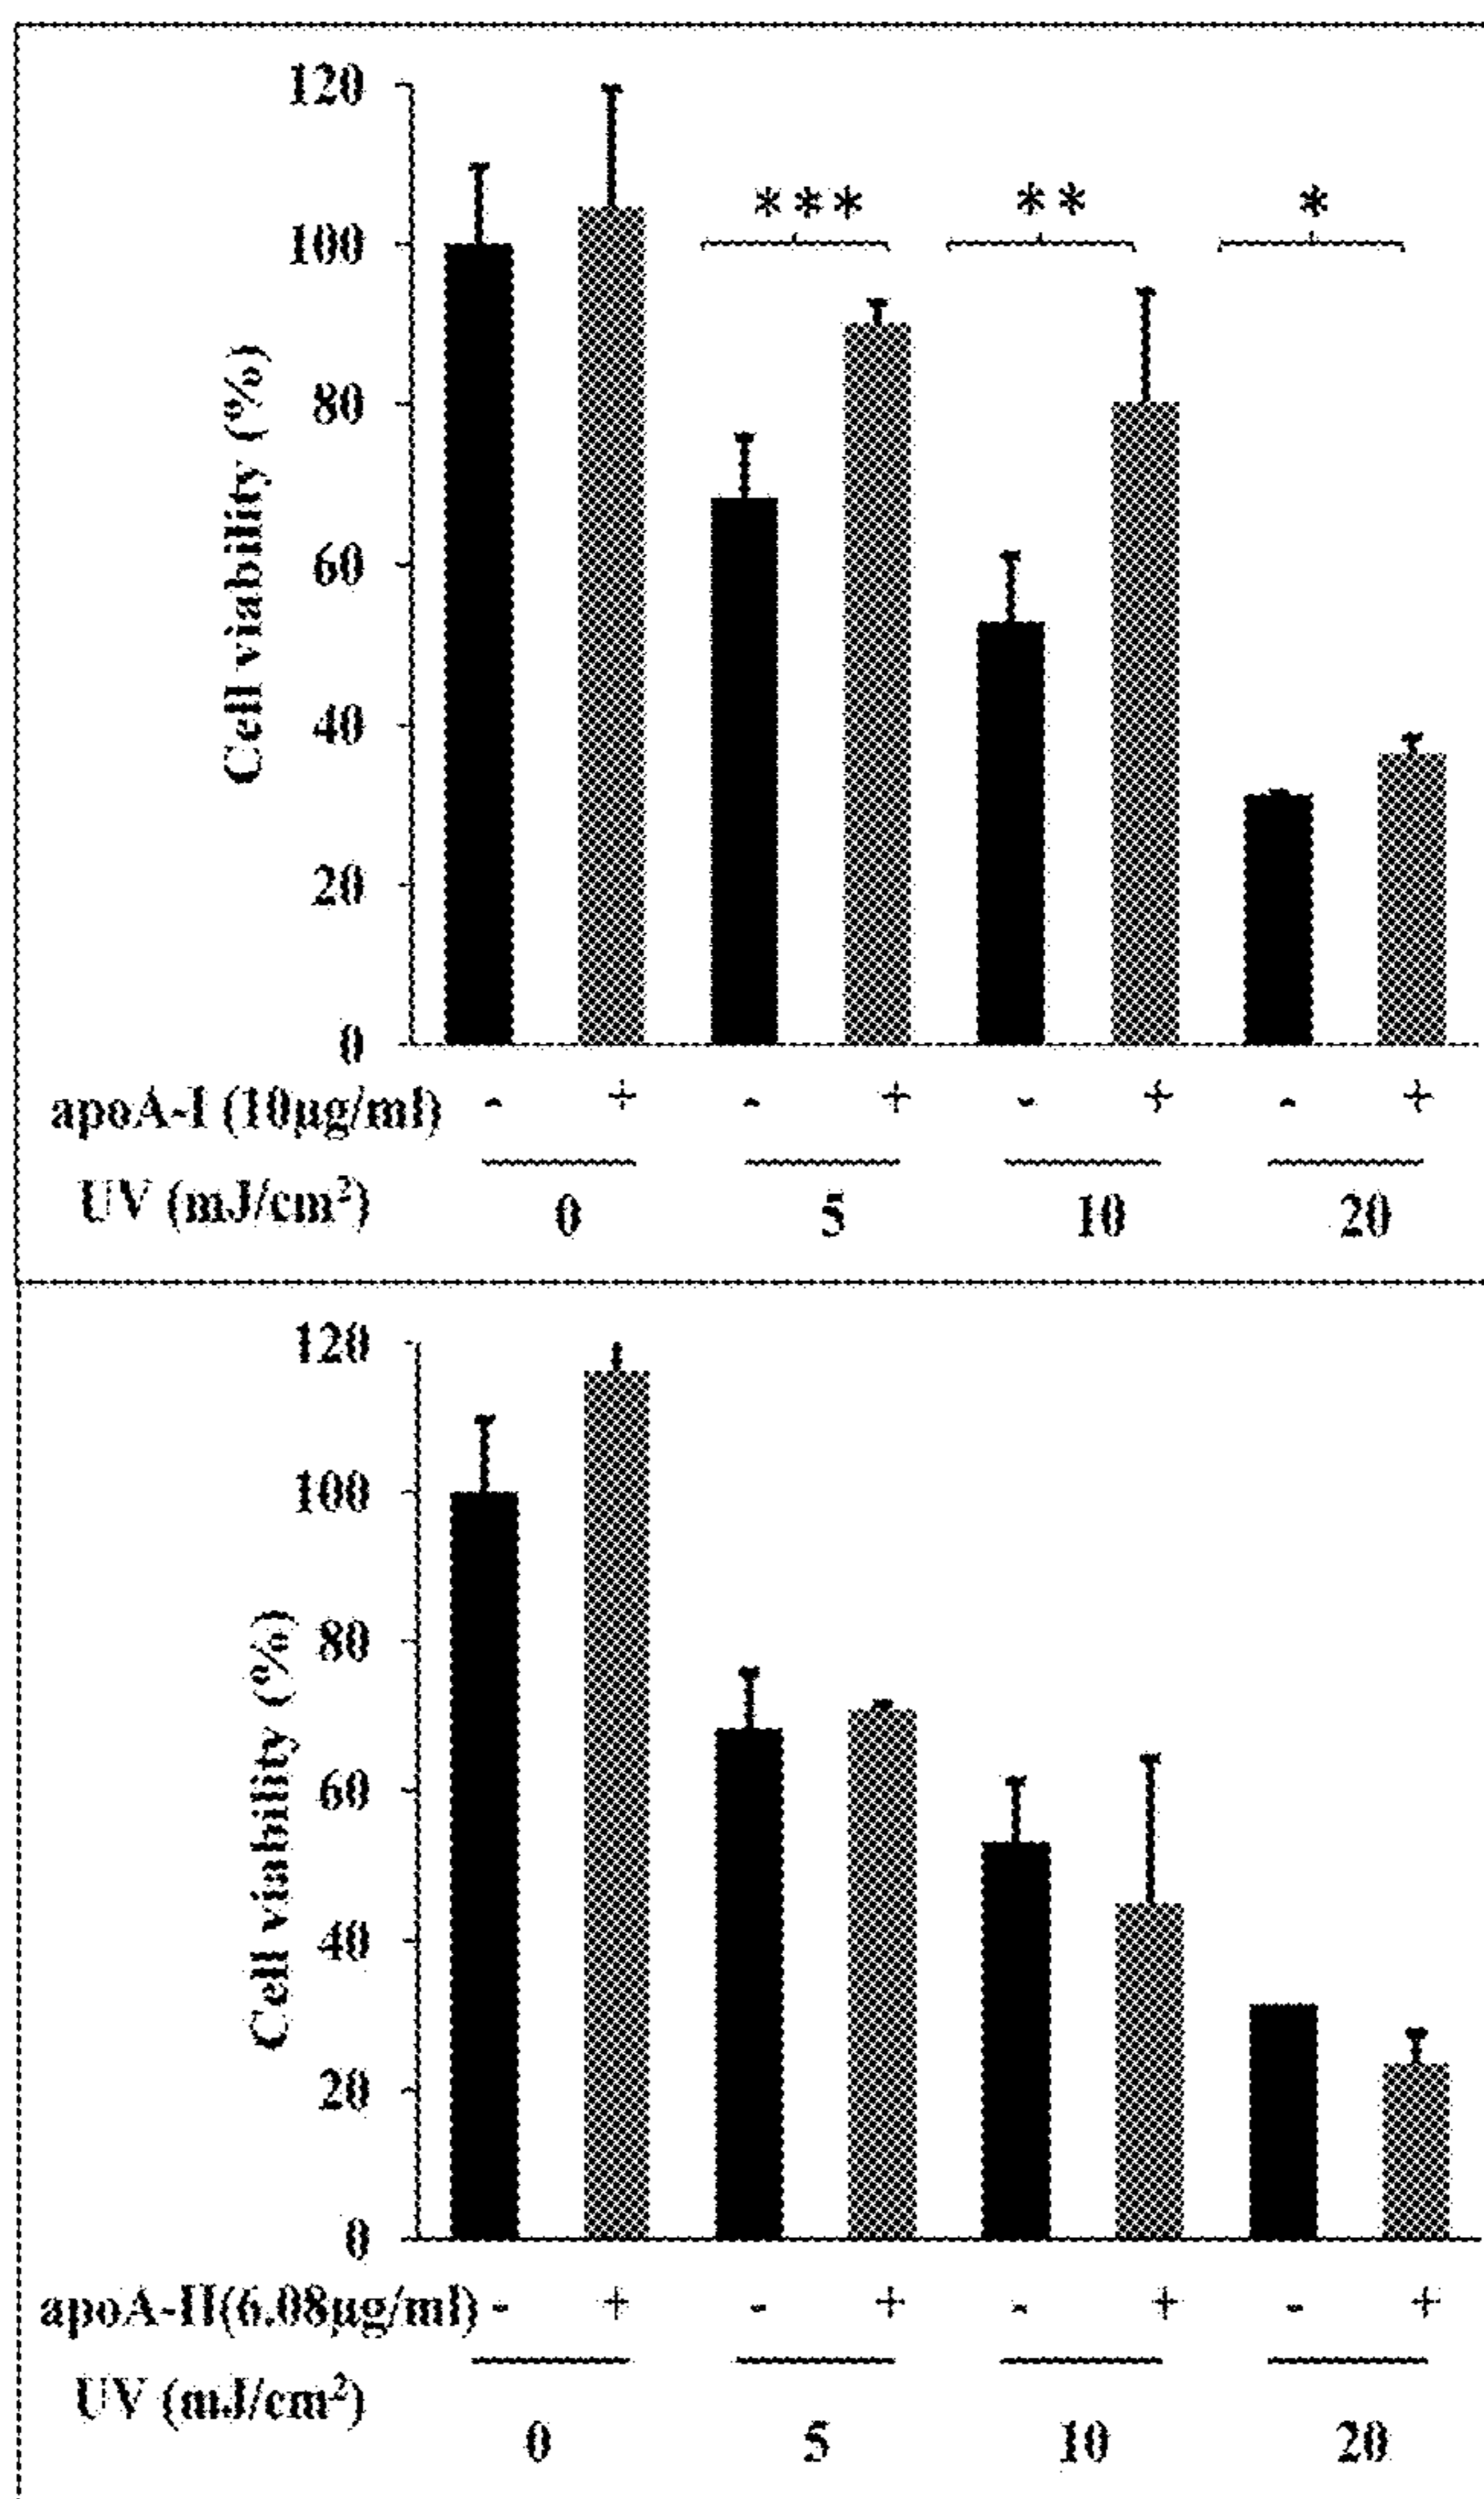 120
*** ** *
100
80
60
40
20
0
Cell viability (%)
apoA-I (10µg/ml) - + - + - + - +
UV (mJ/cm²)
0 5 10 20
120
100
80
60
40
20
0
Cell viability (%)
apoA-II(6.08µg/ml) - + - + - + - +
UV (mJ/cm²)
0 5 10 20